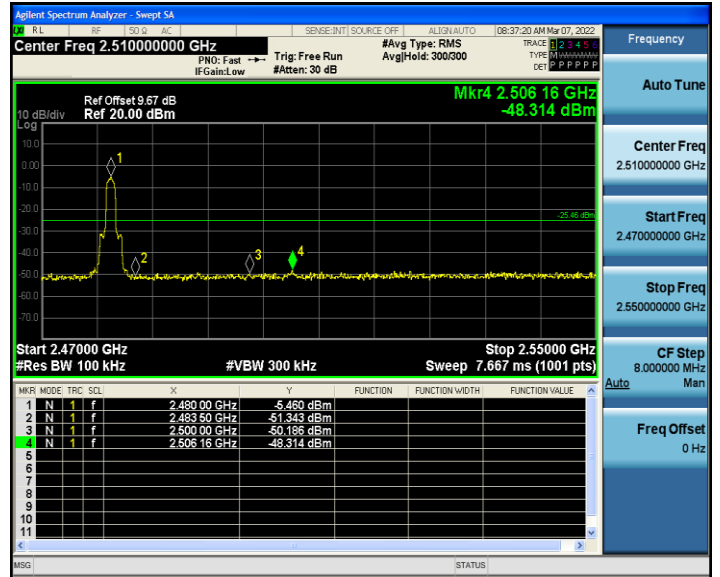 Agilent Spectrum Analyzer - Swept SA
RL RF 50 Ω AC SENSE:INT SOURCE OFF ALIGN AUTO 08:37:20 AM Mar 07, 2022
Center Freq 2.510000000 GHz
PNO: Fast
IFGain:Low
Trig: Free Run
#Atten: 30 dB
#Avg Type: RMS
Avg|Hold: 300/300
TRACE 1 2 3 4 5 6
TYPE M
DET P P P P P P
Frequency
Auto Tune
Center Freq
2.510000000 GHz
Start Freq
2.470000000 GHz
Stop Freq
2.550000000 GHz
CF Step
8.000000 MHz
Auto Man
Freq Offset
0 Hz
Ref Offset 9.67 dB
10 dB/div Ref 20.00 dBm
Log
Mkr4 2.506 16 GHz
-48.314 dBm
10.0
0.00
-10.0
-20.0
-30.0
-40.0
-50.0
-60.0
-70.0
-25.46 dBm
1
2
3
4
Start 2.47000 GHz Stop 2.55000 GHz
#Res BW 100 kHz #VBW 300 kHz Sweep 7.667 ms (1001 pts)
MKR MODE TRC SCL X Y FUNCTION FUNCTION WIDTH FUNCTION VALUE
1 N 1 f 2.480 00 GHz -5.460 dBm
2 N 1 f 2.483 50 GHz -51.343 dBm
3 N 1 f 2.500 00 GHz -50.186 dBm
4 N 1 f 2.506 16 GHz -48.314 dBm
5
6
7
8
9
10
11
MSG STATUS